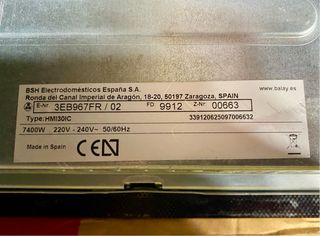 BSH Electrodomésticos España S.A. www.balay.es
Ronda del Canal Imperial de Aragón, 18-20, 50197 Zaragoza, SPAIN
E-Nr 3EB967FR / 02 FD 9912 Z-Nr 00663
Type: HMI30IC 339120625097006632
7400W 220V - 240V~ 50/60Hz
Made in Spain CE